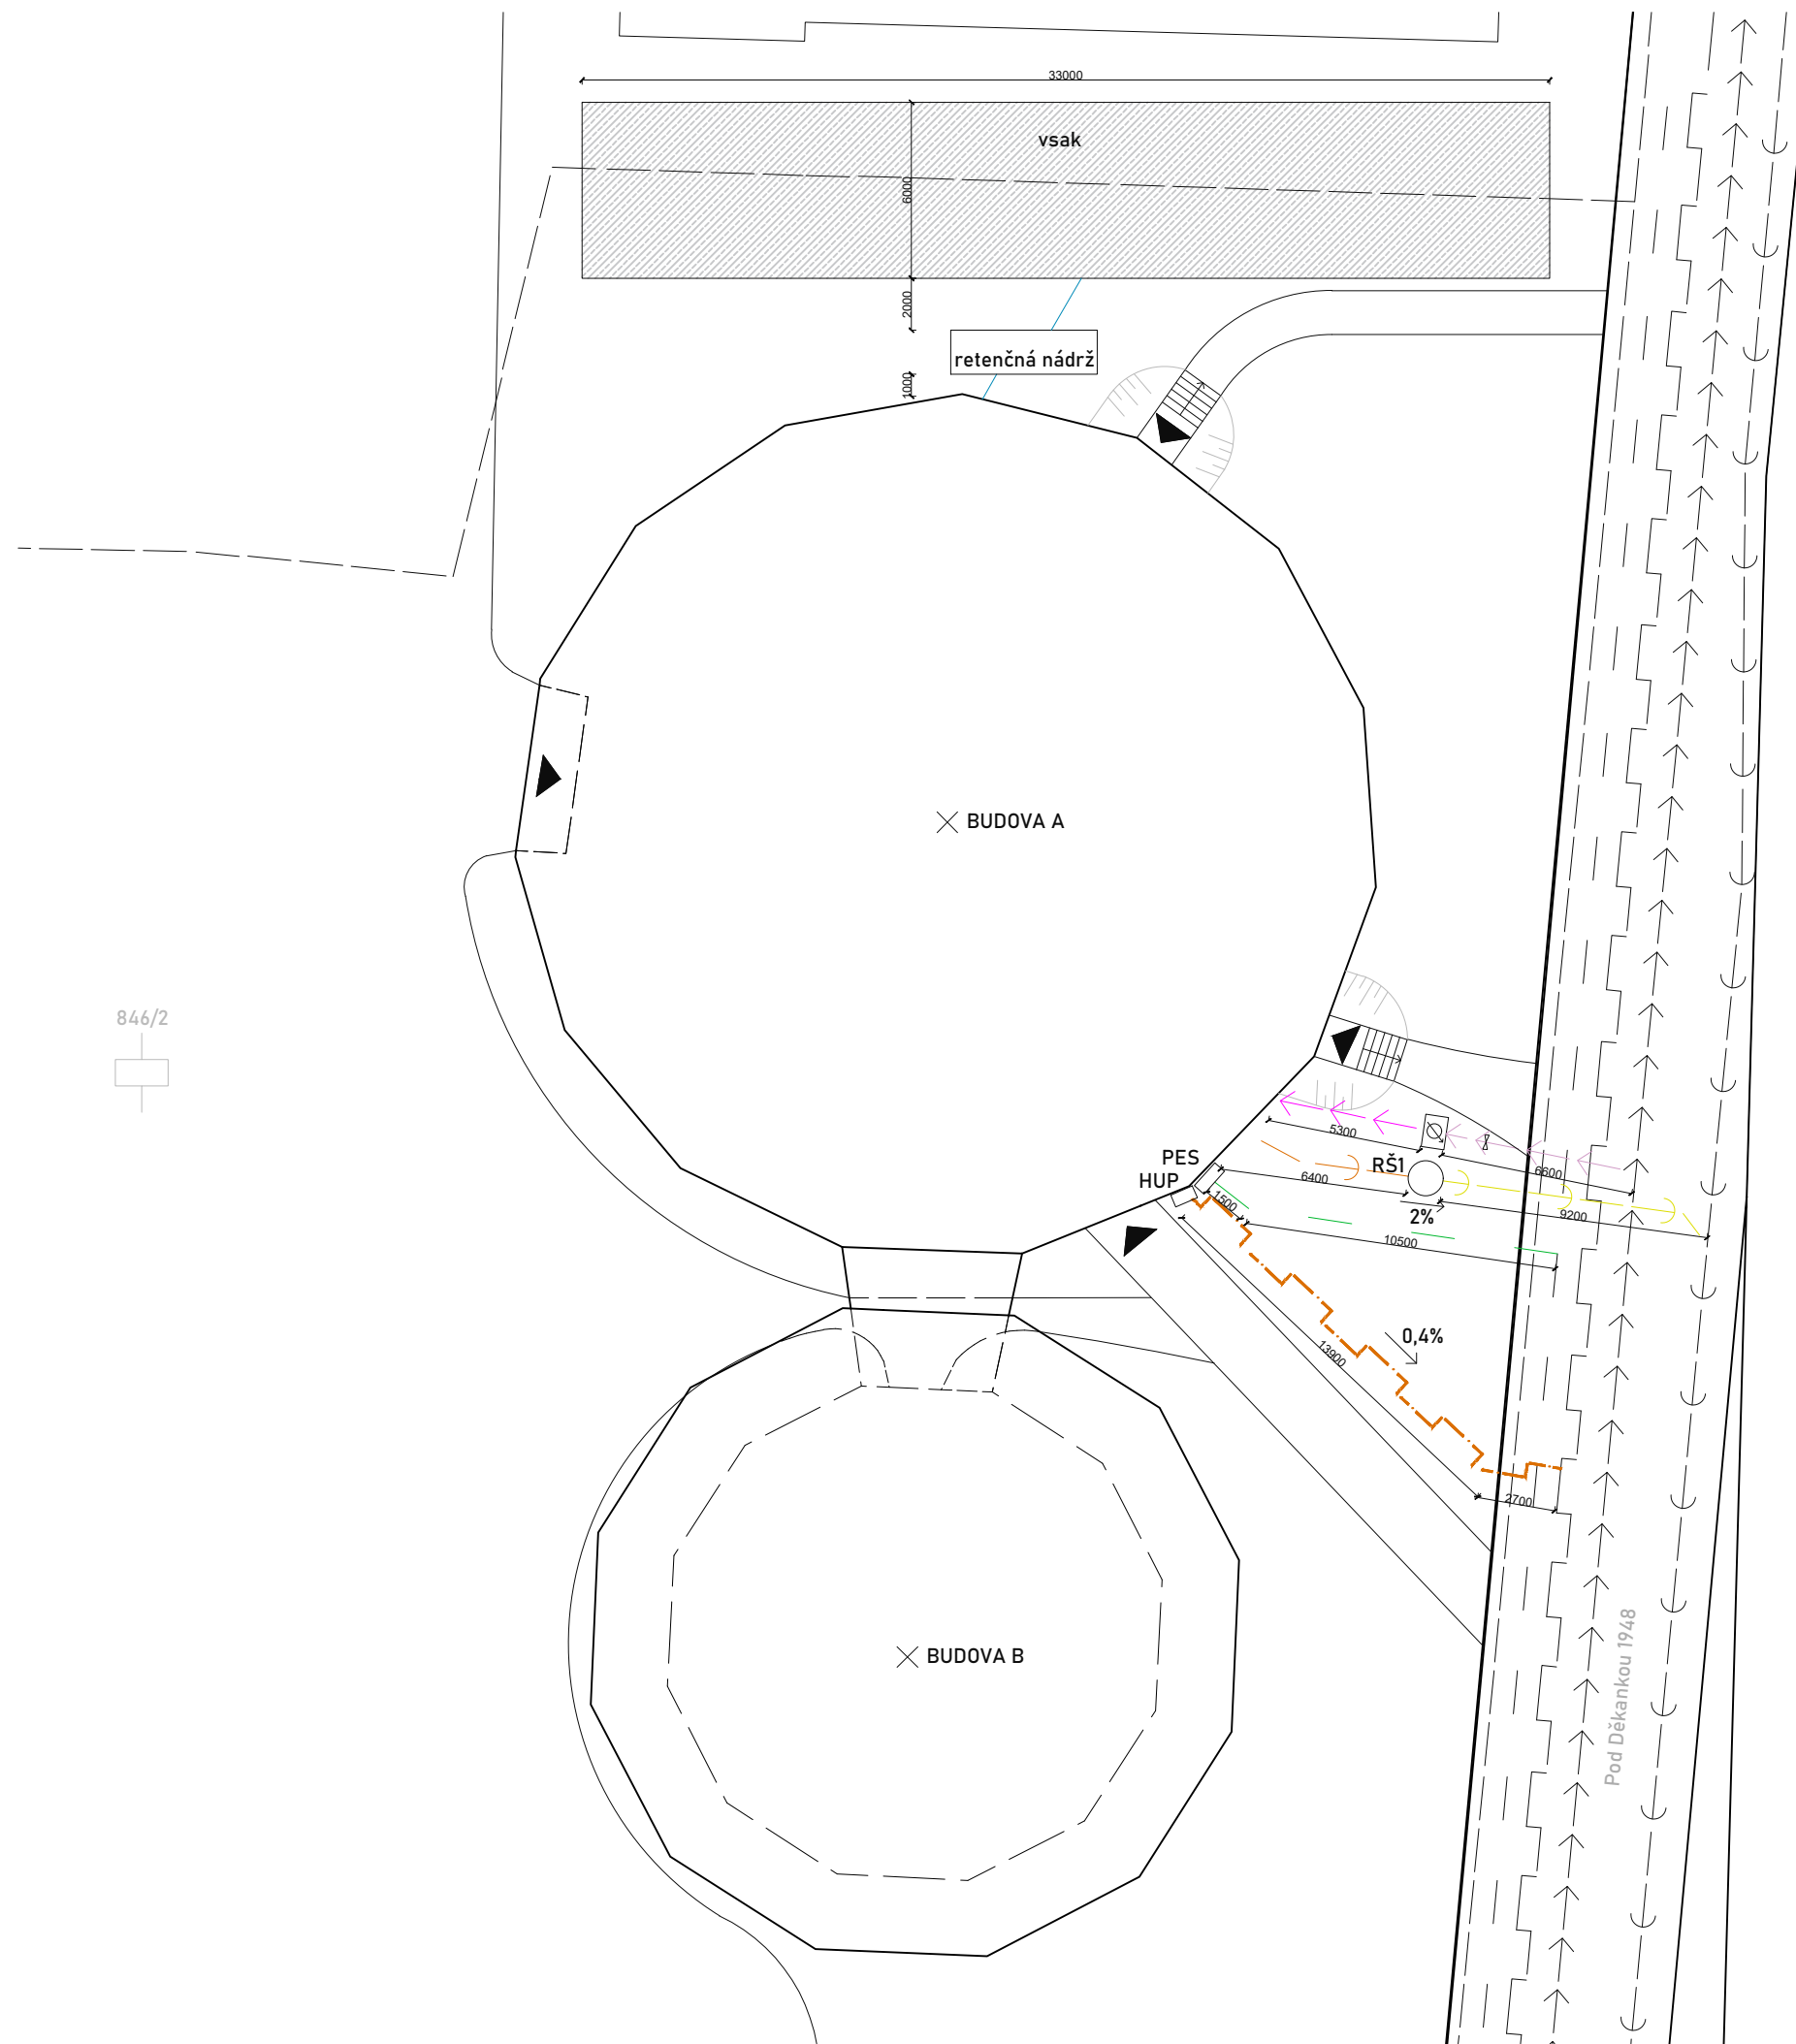 33000
vsak
6000
2000
retenčná nádrž
1000
BUDOVA A
846/2
5300
PES
RŠ1
6600
HUP
6400
1500
2%
9200
10500
0,4%
13900
2700
BUDOVA B
Pod Děkankou 1948